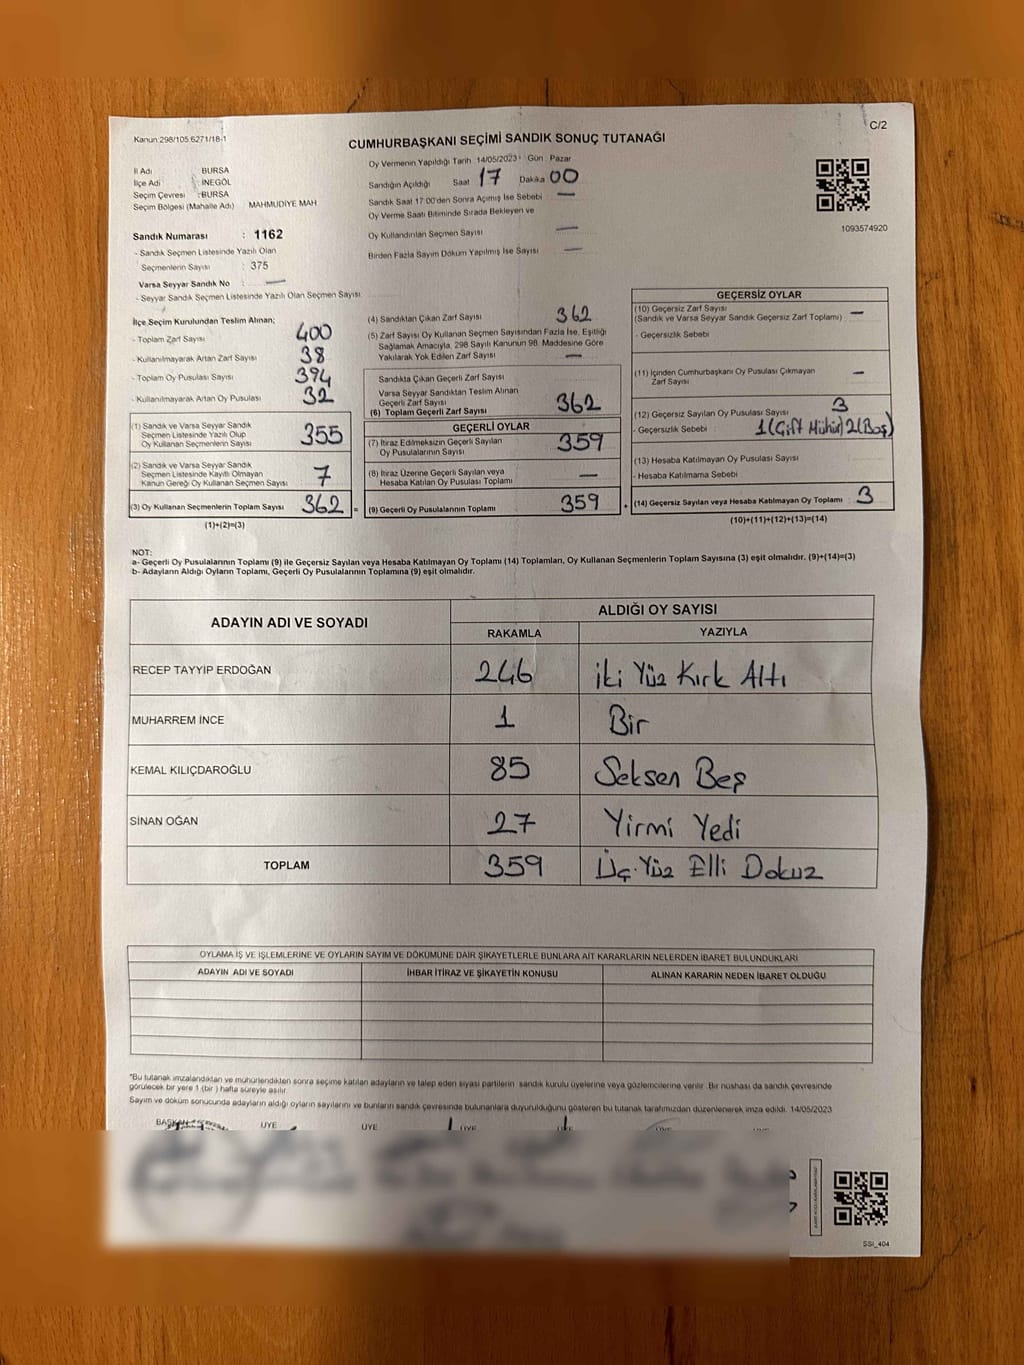 Kanun 298/105 6271/18-1
C/2
CUMHURBAŞKANI SEÇİMİ SANDIK SONUÇ TUTANAĞI
İl Adı : BURSA
İlçe Adı : İNEGÖL
Seçim Çevresi : BURSA
Seçim Bölgesi (Mahalle Adı) MAHMUDİYE MAH
Sandık Numarası : 1162
- Sandık Seçmen Listesinde Yazılı Olan
Seçmenlerin Sayısı : 375
Varsa Seyyar Sandık No : —
- Seyyar Sandık Seçmen Listesinde Yazılı Olan Seçmen Sayısı
Oy Vermenin Yapıldığı Tarih 14/05/2023 Gün Pazar
Sandığın Açıldığı Saat 17 Dakika 00
Sandık Saat 17:00'den Sonra Açımış İse Sebebi —
Oy Verme Saati Bitiminde Sırada Bekleyen ve
Oy Kullandırılan Seçmen Sayısı —
Birden Fazla Sayım Döküm Yapılmış İse Sayısı —
1093574920
İlçe Seçim Kurulundan Teslim Alınan;
- Toplam Zarf Sayısı 400
- Kullanılmayarak Artan Zarf Sayısı 38
- Toplam Oy Pusulası Sayısı 394
- Kullanılmayarak Artan Oy Pusulası 32
(1) Sandık ve Varsa Seyyar Sandık
Seçmen Listesinde Yazılı Olup
Oy Kullanan Seçmenlerin Sayısı 355
(2) Sandık ve Varsa Seyyar Sandık
Seçmen Listesinde Kayıtlı Olmayan
Kanun Gereği Oy Kullanan Seçmen Sayısı 7
(3) Oy Kullanan Seçmenlerin Toplam Sayısı 362 =
(1)+(2)=(3)
(4) Sandıktan Çıkan Zarf Sayısı 362
(5) Zarf Sayısı Oy Kullanan Seçmen Sayısından Fazla İse, Eşitliği
Sağlamak Amacıyla, 298 Sayılı Kanunun 98. Maddesine Göre
Yakılarak Yok Edilen Zarf Sayısı —
Sandıkta Çıkan Geçerli Zarf Sayısı
Varsa Seyyar Sandıktan Teslim Alınan
Geçerli Zarf Sayısı
(6) Toplam Geçerli Zarf Sayısı 362
GEÇERLİ OYLAR
(7) İtiraz Edilmeksizin Geçerli Sayılan
Oy Pusulalarının Sayısı 359
(8) İtiraz Üzerine Geçerli Sayılan veya
Hesaba Katılan Oy Pusulası Toplamı —
(9) Geçerli Oy Pusulalarının Toplamı 359 +
GEÇERSİZ OYLAR
(10) Geçersiz Zarf Sayısı
(Sandık ve Varsa Seyyar Sandık Geçersiz Zarf Toplamı) —
- Geçersizlik Sebebi
(11) İçinden Cumhurbaşkanı Oy Pusulası Çıkmayan
Zarf Sayısı —
(12) Geçersiz Sayılan Oy Pusulası Sayısı 3
- Geçersizlik Sebebi : 1 (Çift Mühür) 2 (Boş)
(13) Hesaba Katılmayan Oy Pusulası Sayısı
- Hesaba Katılmama Sebebi
(14) Geçersiz Sayılan veya Hesaba Katılmayan Oy Toplamı 3
(10)+(11)+(12)+(13)=(14)
NOT:
a- Geçerli Oy Pusulalarının Toplamı (9) ile Geçersiz Sayılan veya Hesaba Katılmayan Oy Toplamı (14) Toplamları, Oy Kullanan Seçmenlerin Toplam Sayısına (3) eşit olmalıdır. (9)+(14)=(3)
b- Adayların Aldığı Oyların Toplamı, Geçerli Oy Pusulalarının Toplamına (9) eşit olmalıdır.
ADAYIN ADI VE SOYADI
ALDIĞI OY SAYISI
RAKAMLA YAZIYLA
RECEP TAYYİP ERDOĞAN 246 İki Yüz Kırk Altı
MUHARREM İNCE 1 Bir
KEMAL KILIÇDAROĞLU 85 Seksen Beş
SİNAN OĞAN 27 Yirmi Yedi
TOPLAM 359 Üç Yüz Elli Dokuz
OYLAMA İŞ VE İŞLEMLERİNE VE OYLARIN SAYIM VE DÖKÜMÜNE DAİR ŞİKAYETLERLE BUNLARA AİT KARARLARIN NELERDEN İBARET BULUNDUKLARI
ADAYIN ADI VE SOYADI İHBAR İTİRAZ VE ŞİKAYETİN KONUSU ALINAN KARARIN NEDEN İBARET OLDUĞU
*Bu tutanak imzalandıktan ve mühürlendikten sonra seçime katılan adayların ve talep eden siyasi partilerin sandık kurulu üyelerine veya gözlemcilerine verilir. Bir nüshası da sandık çevresinde
görülecek bir yere 1 (bir ) hafta süreyle asılır.
Sayım ve döküm sonucunda adayların aldığı oyların sayılarını ve bunların sandık çevresinde bulunanlara duyurulduğunu gösteren bu tutanak tarafımızdan düzenlenerek imza edildi. 14/05/2023
BAŞKAN ÜYE ÜYE ÜYE
SSI_404